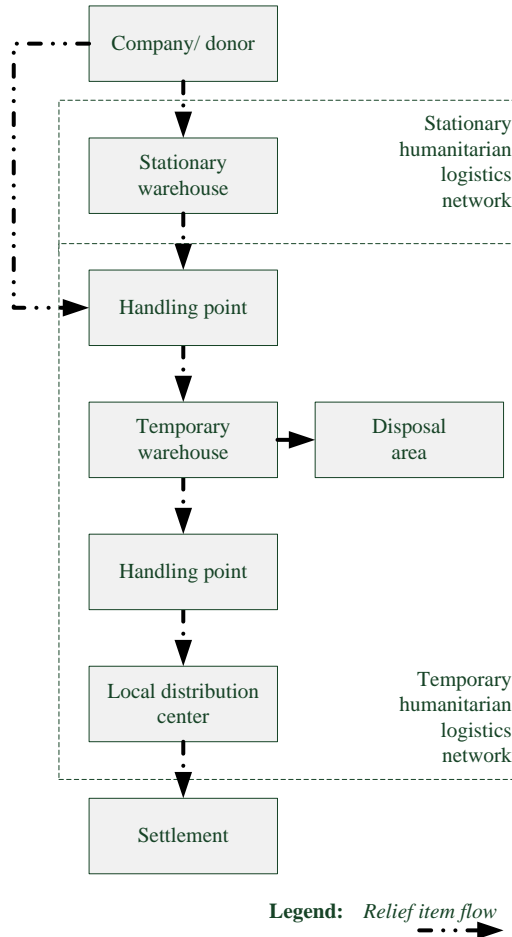 Company/ donor
Stationary
humanitarian
logistics
network
Stationary
warehouse
Handling point
Temporary
warehouse
Disposal
area
Handling point
Local distribution
center
Temporary
humanitarian
logistics
network
Settlement
Legend: Relief item flow